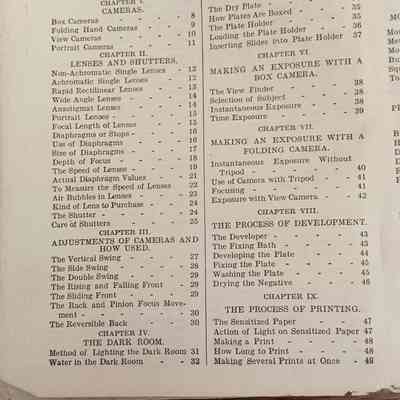 CHAPTER I.
CAMERAS.
Box Cameras - - - - 8
Folding Hand Cameras - - 9
View Cameras - - - - 10
Portrait Cameras - - - 11
CHAPTER II.
LENSES AND SHUTTERS.
Non-Achromatic Single Lenses - 12
Achromatic Single Lenses - - 12
Rapid Rectilinear Lenses - - 13
Wide Angle Lenses - - - 14
Anastigmat Lenses - - - 14
Portrait Lenses - - - - 14
Focal Length of Lenses - - 15
Diaphragms or Stops - - - 16
Use of Diaphragms - - - 16
Size of Diaphragms - - - 17
Depth of Focus - - - - 18
The Speed of Lenses - - - 19
Actual Diaphragm Values - - 21
To Measure the Speed of Lenses 22
Air Bubbles in Lenses - - - 23
Kind of Lens to Purchase - - 24
The Shutter - - - - 24
Care of Shutters - - - - 25
CHAPTER III.
ADJUSTMENTS OF CAMERAS AND
HOW USED.
The Vertical Swing - - - 27
The Side Swing - - - - 28
The Double Swing - - - 29
The Rising and Falling Front - 29
The Sliding Front - - - 29
The Rack and Pinion Focus Move-
ment - - - - - 30
The Reversible Back - - - 30
CHAPTER IV.
THE DARK ROOM.
Method of Lighting the Dark Room 31
Water in the Dark Room - - 32
The Dry Plate - - - - 35
How Plates are Boxed - - - 35
The Plate Holder - - - 35
Loading the Plate Holder - - 36
Inserting Slides into Plate Holder 37
CHAPTER VI.
MAKING AN EXPOSURE WITH A
BOX CAMERA.
The View Finder - - - 38
Selection of Subject - - - 38
Instantaneous Exposure - - 38
Time Exposure - - - - 39
CHAPTER VII.
MAKING AN EXPOSURE WITH A
FOLDING CAMERA.
Instantaneous Exposure Without
Tripod - - - - - 40
Use of Camera with Tripod - - 41
Focusing - - - - - 41
Exposure with View Camera - 42
CHAPTER VIII.
THE PROCESS OF DEVELOPMENT.
The Developer - - - - 43
The Fixing Bath - - - - 43
Developing the Plate - - - 44
Fixing the Plate - - - - 45
Washing the Plate - - - 45
Drying the Negative - - - 46
CHAPTER IX.
THE PROCESS OF PRINTING.
The Sensitized Paper - - - 47
Action of Light on Sensitized Paper 47
Making a Print - - - - 48
How Long to Print - - - 48
Making Several Prints at Once - 49